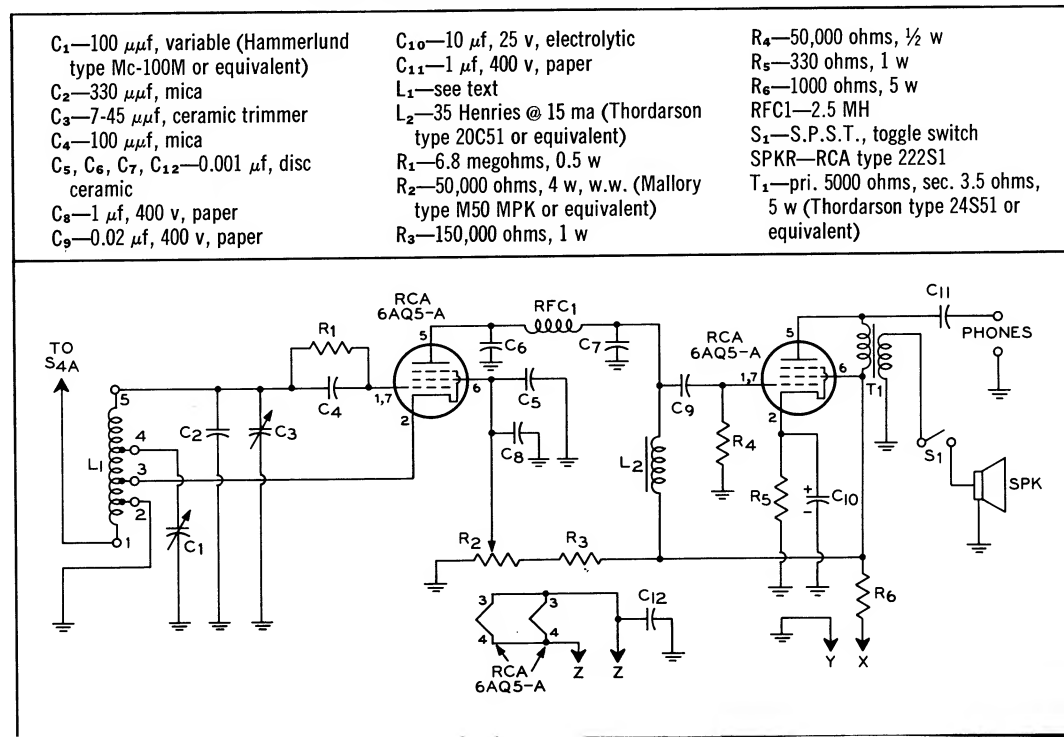 C₁—100 μμf, variable (Hammerlund
type Mc-100M or equivalent)
C₂—330 μμf, mica
C₃—7-45 μμf, ceramic trimmer
C₄—100 μμf, mica
C₅, C₆, C₇, C₁₂—0.001 μf, disc
ceramic
C₈—1 μf, 400 v, paper
C₉—0.02 μf, 400 v, paper
C₁₀—10 μf, 25 v, electrolytic
C₁₁—1 μf, 400 v, paper
L₁—see text
L₂—35 Henries @ 15 ma (Thordarson
type 20C51 or equivalent)
R₁—6.8 megohms, 0.5 w
R₂—50,000 ohms, 4 w, w.w. (Mallory
type M50 MPK or equivalent)
R₃—150,000 ohms, 1 w
R₄—50,000 ohms, ½ w
R₅—330 ohms, 1 w
R₆—1000 ohms, 5 w
RFC1—2.5 MH
S₁—S.P.S.T., toggle switch
SPKR—RCA type 222S1
T₁—pri. 5000 ohms, sec. 3.5 ohms,
5 w (Thordarson type 24S51 or
equivalent)
TO
S4A
5
L1
4
3
2
1
C1
C2
C3
R1
C4
RCA
6AQ5-A
5
1,7
6
2
C6
RFC1
C7
C5
C8
L2
C9
R4
RCA
6AQ5-A
5
1,7
6
2
R5
+
–
C10
T1
C11
PHONES
S1
SPK
R2
R3
R6
3
4
3
4
RCA
6AQ5-A
Z
Z
C12
Y
X